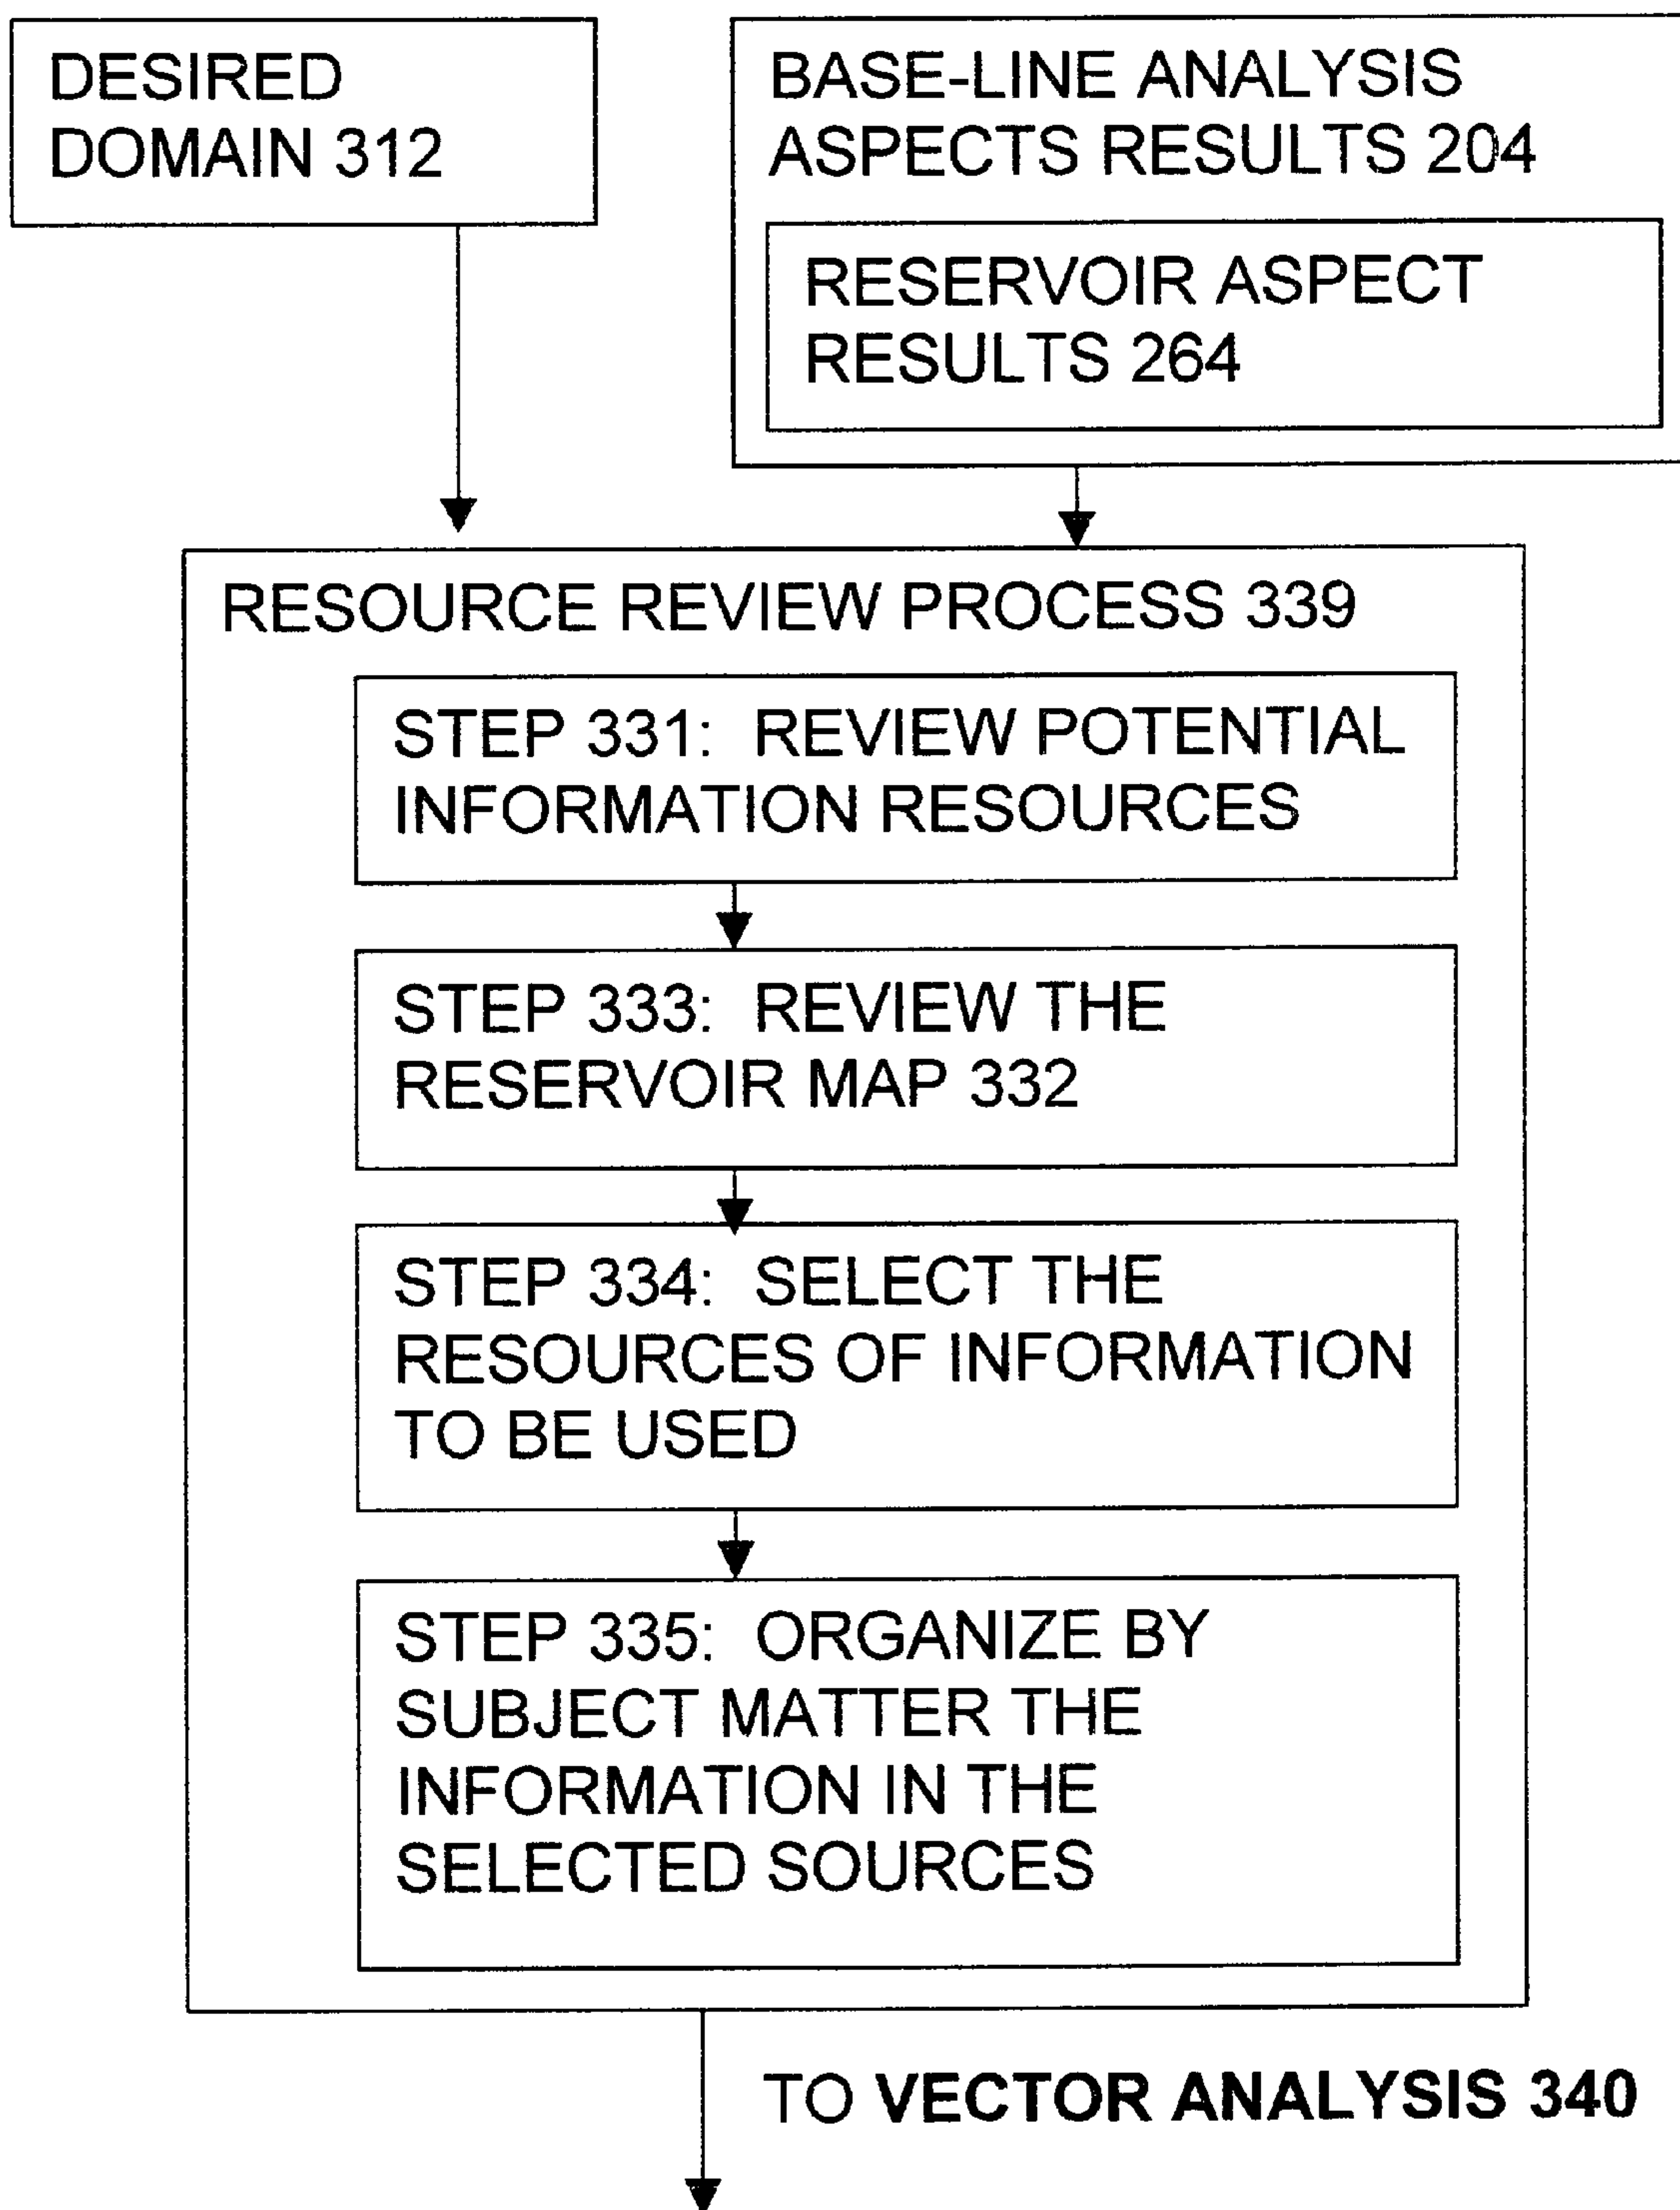 DESIRED
DOMAIN 312
BASE-LINE ANALYSIS
ASPECTS RESULTS 204
RESERVOIR ASPECT
RESULTS 264
RESOURCE REVIEW PROCESS 339
STEP 331: REVIEW POTENTIAL
INFORMATION RESOURCES
STEP 333: REVIEW THE
RESERVOIR MAP 332
STEP 334: SELECT THE
RESOURCES OF INFORMATION
TO BE USED
STEP 335: ORGANIZE BY
SUBJECT MATTER THE
INFORMATION IN THE
SELECTED SOURCES
TO VECTOR ANALYSIS 340